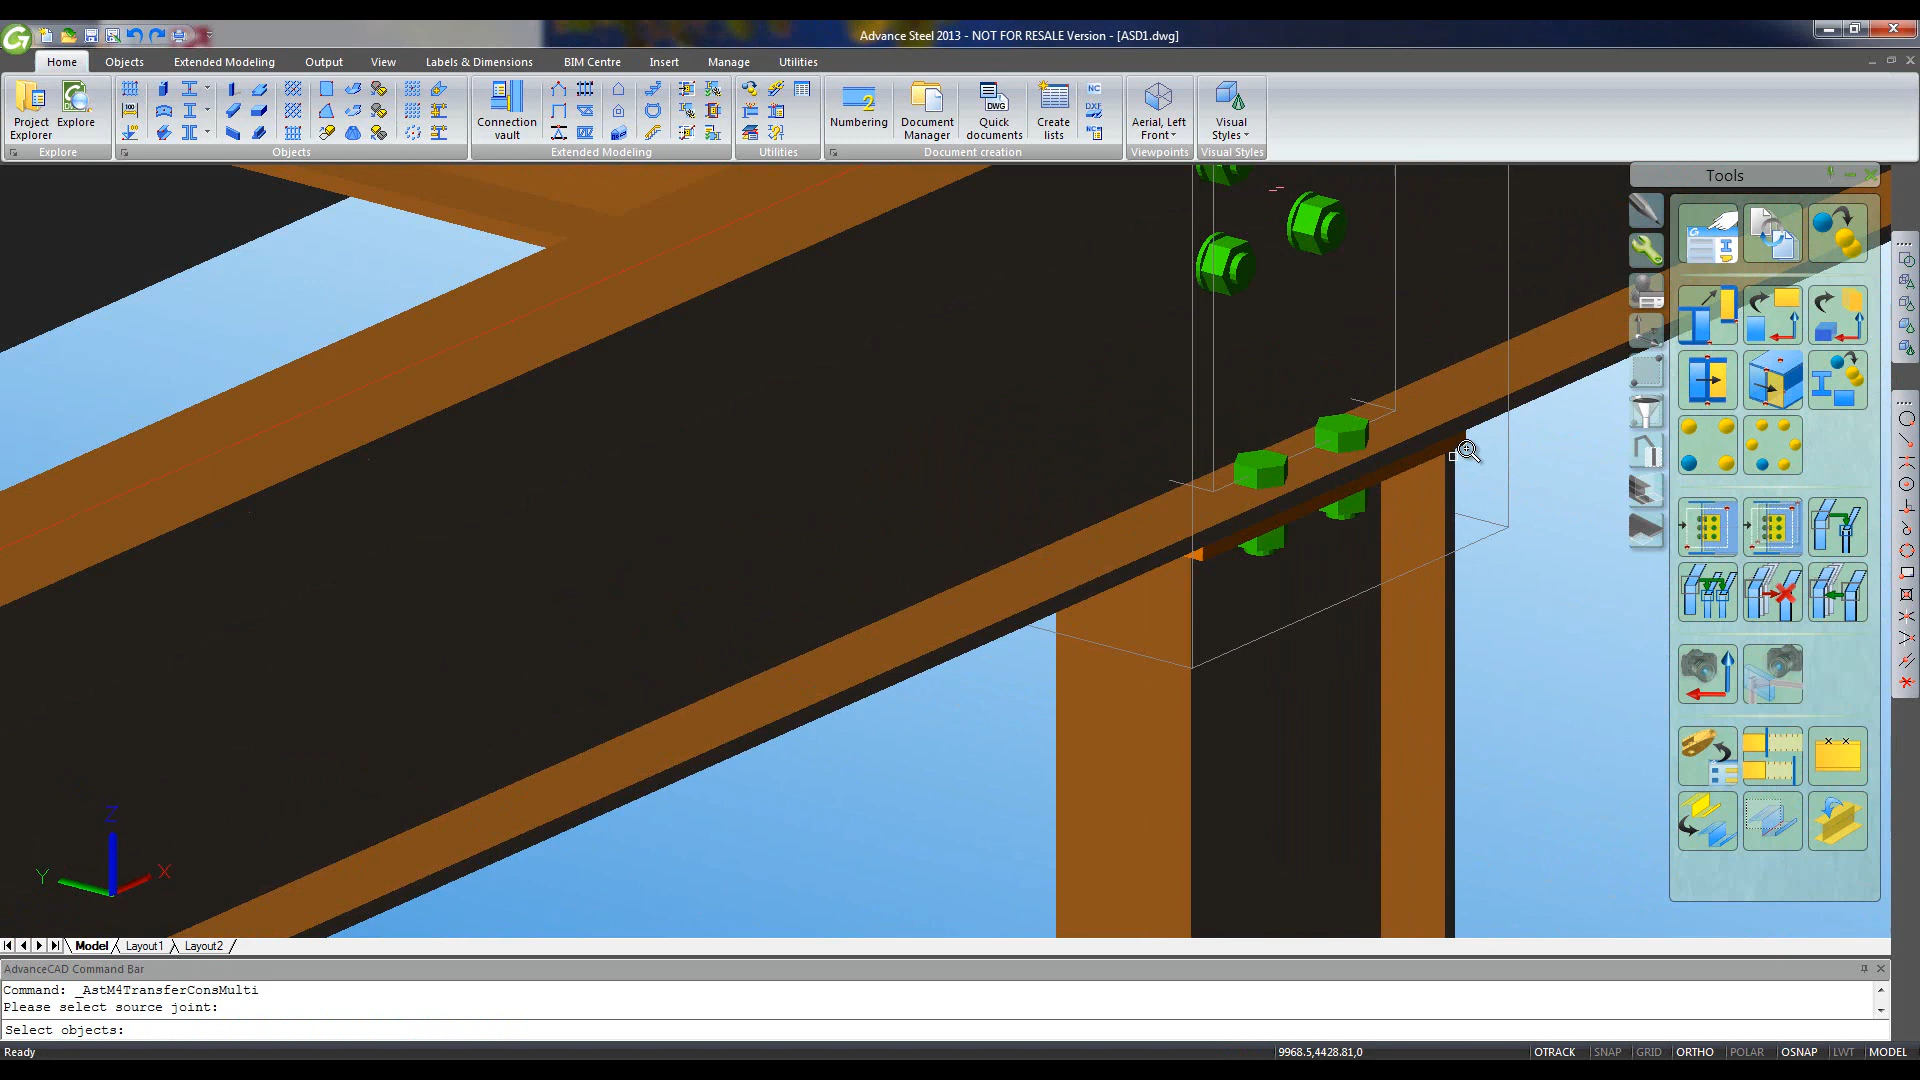 Advance Steel 2013 - NOT FOR RESALE Version - [ASD1.dwg]
Home Objects Extended Modeling Output View Labels & Dimensions BIM Centre Insert Manage Utilities
Project Explorer
Explore
Connection vault
Numbering
Document Manager
Quick documents
Create lists
NC
DXF
Aerial, Left Front
Visual Styles
Explore Objects Extended Modeling Utilities Document creation Viewpoints Visual Styles
Tools
Z
Y
X
Model Layout1 Layout2
AdvanceCAD Command Bar
Command: _AstM4TransferConsMulti
Please select source joint:
Select objects:
Ready
9968.5,4428.81,0
OTRACK SNAP GRID ORTHO POLAR OSNAP LWT MODEL